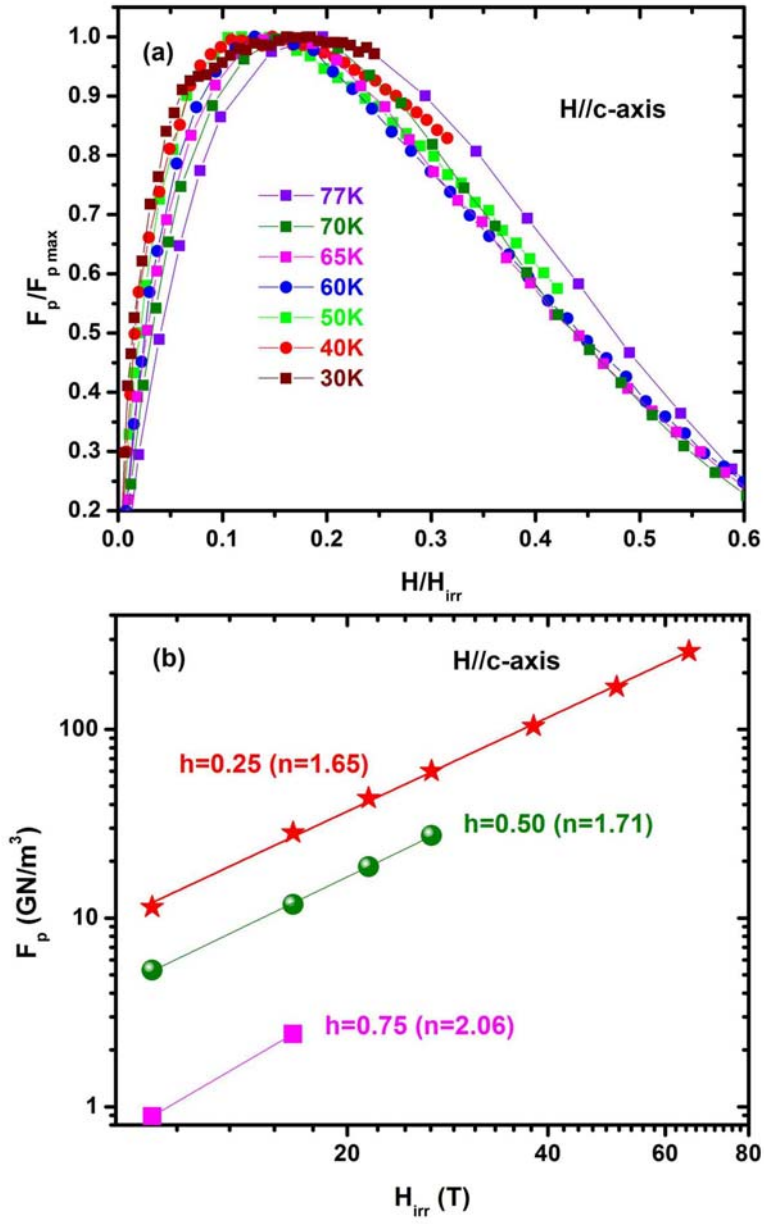 (a)
H//c-axis
77K
70K
65K
60K
50K
40K
30K
F_p/F_p max
1.0
0.9
0.8
0.7
0.6
0.5
0.4
0.3
0.2
0.0 0.1 0.2 0.3 0.4 0.5 0.6
H/H_irr
(b)
H//c-axis
h=0.25 (n=1.65)
h=0.50 (n=1.71)
h=0.75 (n=2.06)
F_p (GN/m³)
100
10
1
20 40 60 80
H_irr (T)